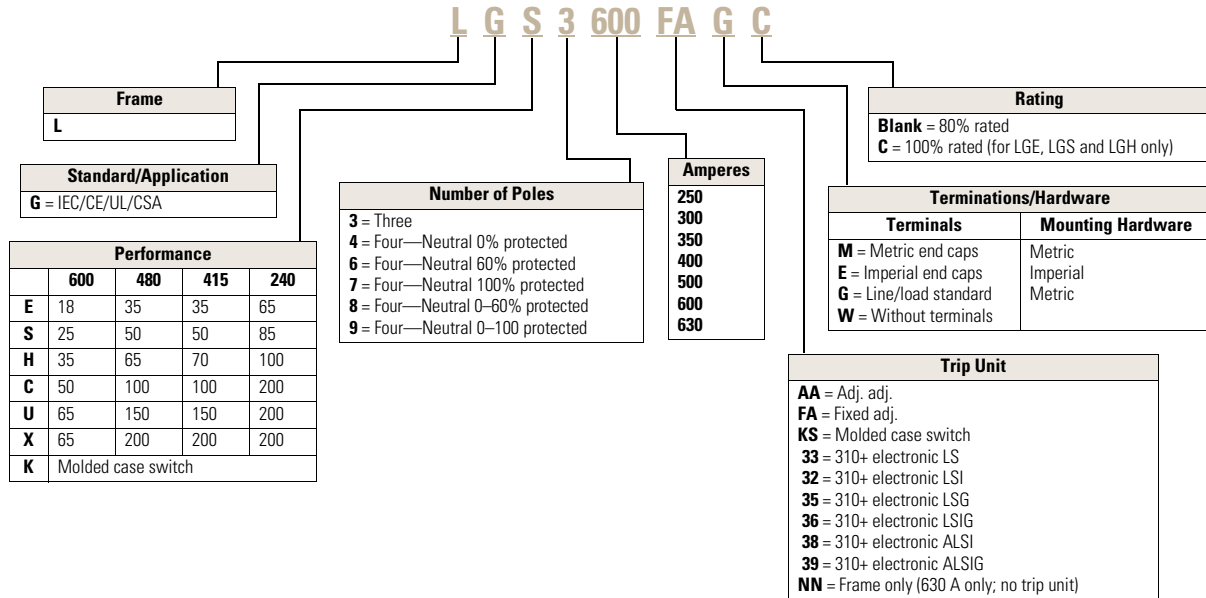 L G S 3 600 FA G C
Frame
L
Standard/Application
G = IEC/CE/UL/CSA
Performance
600 480 415 240
E 18 35 35 65
S 25 50 50 85
H 35 65 70 100
C 50 100 100 200
U 65 150 150 200
X 65 200 200 200
K Molded case switch
Number of Poles
3 = Three
4 = Four—Neutral 0% protected
6 = Four—Neutral 60% protected
7 = Four—Neutral 100% protected
8 = Four—Neutral 0–60% protected
9 = Four—Neutral 0–100 protected
Amperes
250
300
350
400
500
600
630
Rating
Blank = 80% rated
C = 100% rated (for LGE, LGS and LGH only)
Terminations/Hardware
Terminals Mounting Hardware
M = Metric end caps Metric
E = Imperial end caps Imperial
G = Line/load standard Metric
W = Without terminals
Trip Unit
AA = Adj. adj.
FA = Fixed adj.
KS = Molded case switch
33 = 310+ electronic LS
32 = 310+ electronic LSI
35 = 310+ electronic LSG
36 = 310+ electronic LSIG
38 = 310+ electronic ALSI
39 = 310+ electronic ALSIG
NN = Frame only (630 A only; no trip unit)